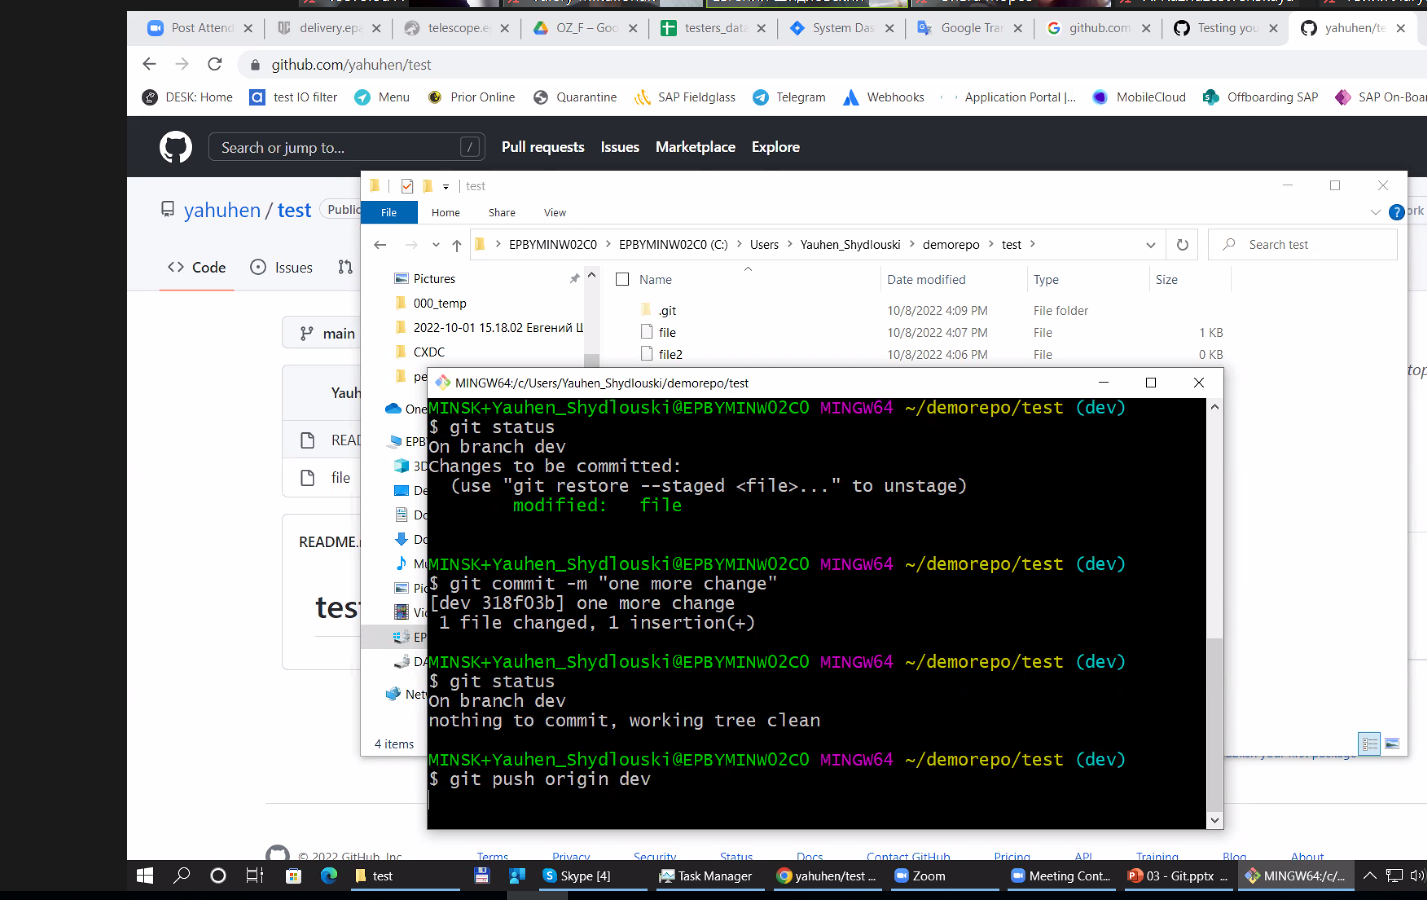 Post Attend
delivery.epa
telescope.e
OZ_F – Goo
testers_data
System Das
Google Tran
github.com
Testing you
yahuhen/te
github.com/yahuhen/test
DESK: Home
test IO filter
Menu
Prior Online
Quarantine
SAP Fieldglass
Telegram
Webhooks
Application Portal |...
MobileCloud
Offboarding SAP
SAP On-Boar
Search or jump to...
/
Pull requests
Issues
Marketplace
Explore
yahuhen / test
Public
Code
Issues
main
Yauh
READ
file
README.
test
test
File
Home
Share
View
EPBYMINW02C0 > EPBYMINW02C0 (C:) > Users > Yauhen_Shydlouski > demorepo > test >
Search test
Pictures
000_temp
2022-10-01 15.18.02 Евгений Ш
CXDC
pe
One
EPB
3D
De
Do
Do
Mu
Pic
Vic
EP
DA
Netw
4 items
Name
Date modified
Type
Size
.git
10/8/2022 4:09 PM
File folder
file
10/8/2022 4:07 PM
File
1 KB
file2
10/8/2022 4:06 PM
File
0 KB
MINGW64:/c/Users/Yauhen_Shydlouski/demorepo/test
MINSK+Yauhen_Shydlouski@EPBYMINW02C0 MINGW64 ~/demorepo/test (dev)
$ git status
On branch dev
Changes to be committed:
(use "git restore --staged <file>..." to unstage)
modified: file
MINSK+Yauhen_Shydlouski@EPBYMINW02C0 MINGW64 ~/demorepo/test (dev)
$ git commit -m "one more change"
[dev 318f03b] one more change
1 file changed, 1 insertion(+)
MINSK+Yauhen_Shydlouski@EPBYMINW02C0 MINGW64 ~/demorepo/test (dev)
$ git status
On branch dev
nothing to commit, working tree clean
MINSK+Yauhen_Shydlouski@EPBYMINW02C0 MINGW64 ~/demorepo/test (dev)
$ git push origin dev
© 2022 GitHub, Inc.
Terms
Privacy
Security
Status
Docs
Contact GitHub
Pricing
API
Training
Blog
About
test
Skype [4]
Task Manager
yahuhen/test ...
Zoom
Meeting Cont...
03 - Git.pptx ...
MINGW64:/c/...